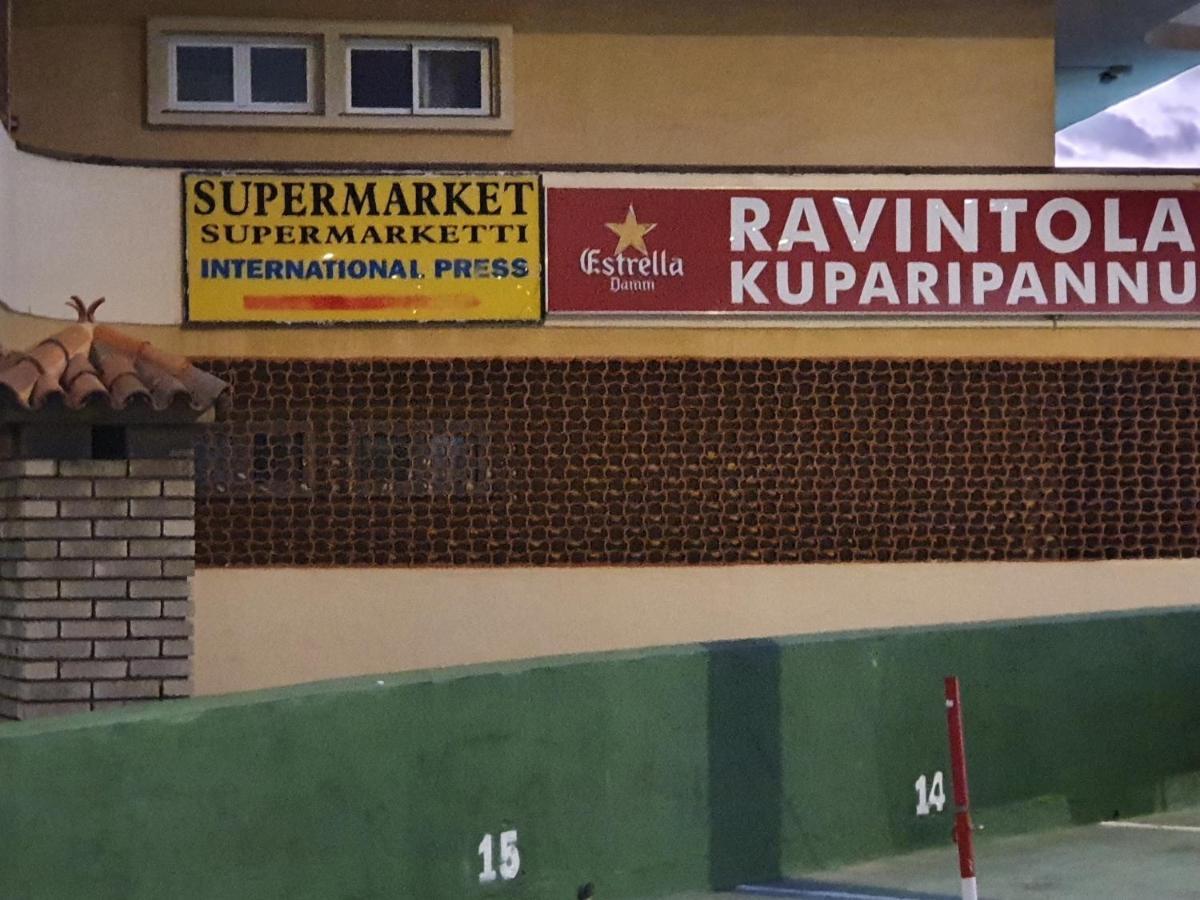 SUPERMARKET
SUPERMARKETTI
INTERNATIONAL PRESS
Estrella
Damm
RAVINTOLA
KUPARIPANNU
14
15